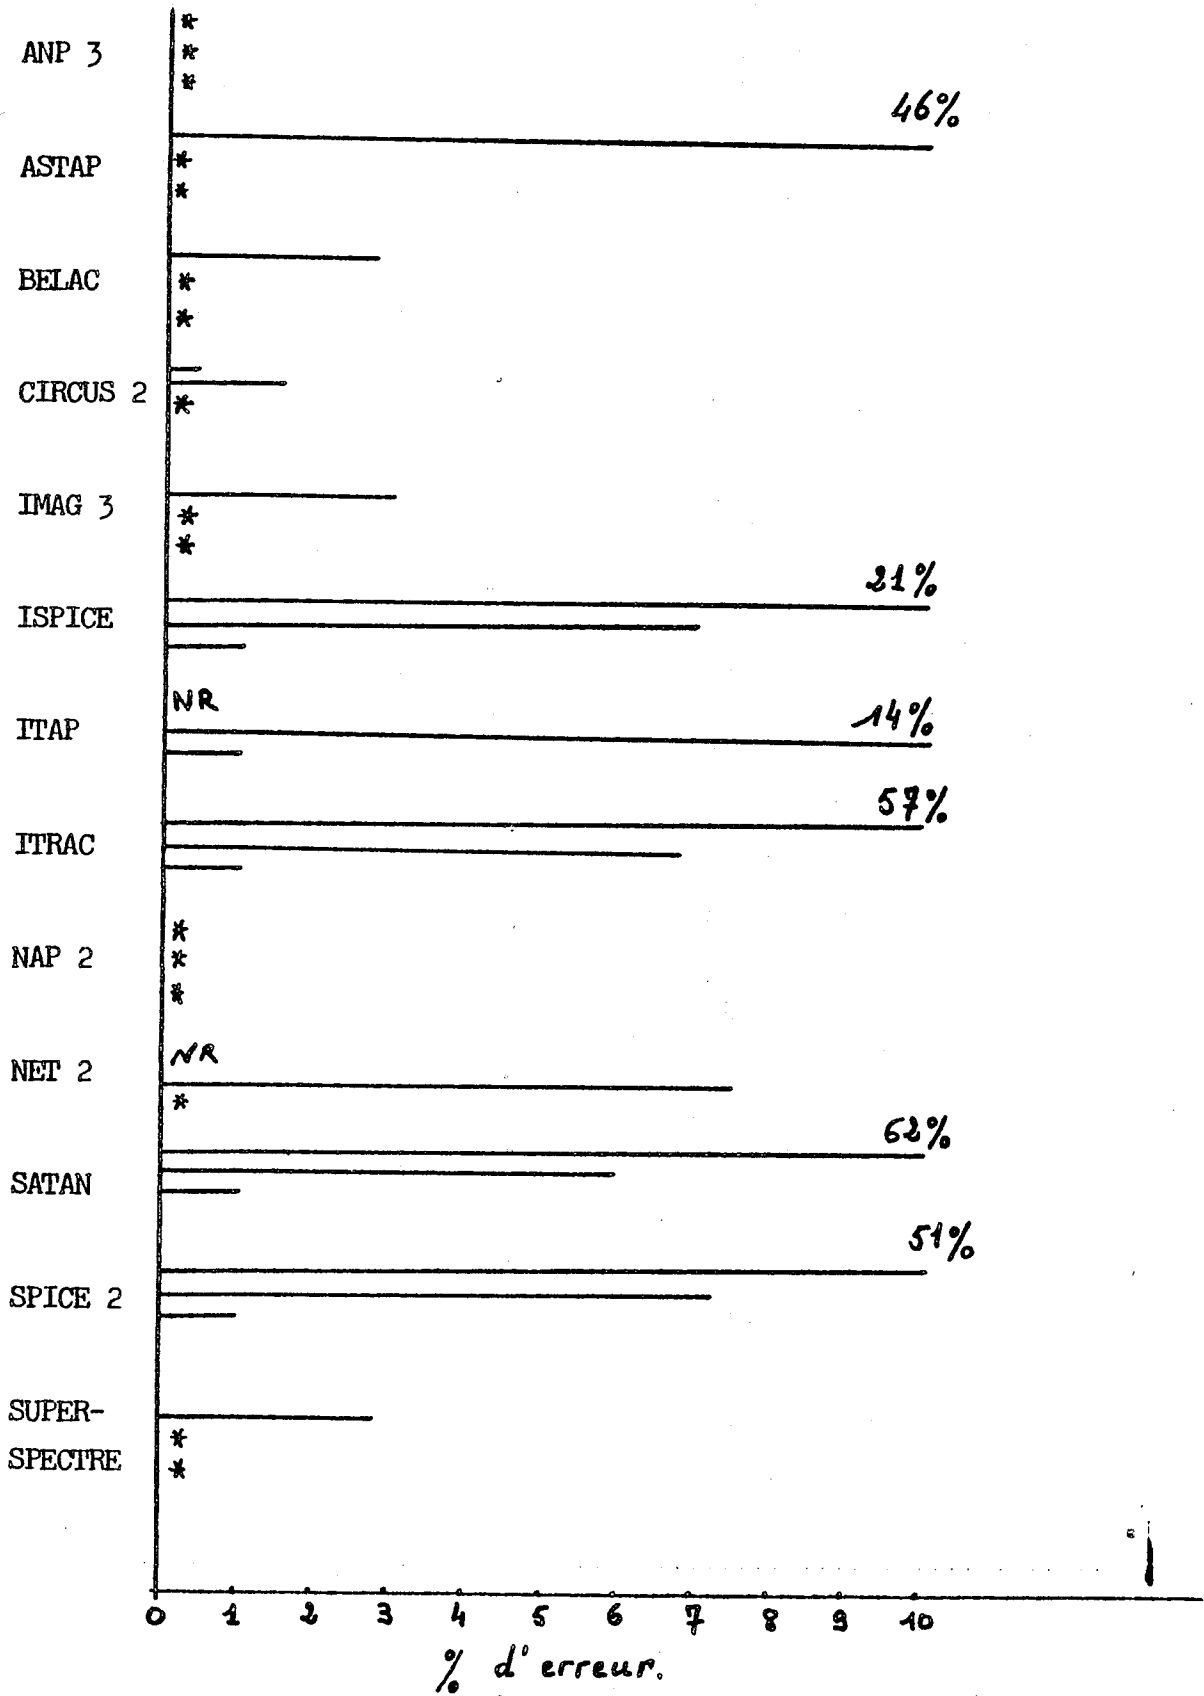 ANP 3
*
*
*
46%
ASTAP
*
*
BELAC
*
*
CIRCUS 2
*
IMAG 3
*
*
21%
ISPICE
NR
14%
ITAP
57%
ITRAC
NAP 2
*
*
*
NR
NET 2
*
62%
SATAN
51%
SPICE 2
SUPER-
*
SPECTRE
*
0 1 2 3 4 5 6 7 8 9 10
% d'erreur.